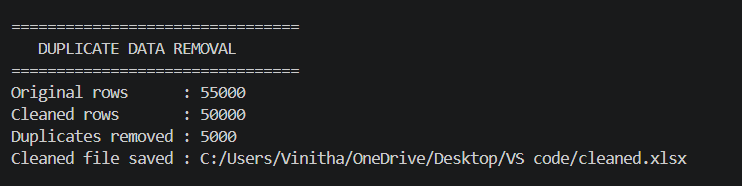 ================================
   DUPLICATE DATA REMOVAL
================================
Original rows      : 55000
Cleaned rows       : 50000
Duplicates removed : 5000
Cleaned file saved : C:/Users/Vinitha/OneDrive/Desktop/VS code/cleaned.xlsx